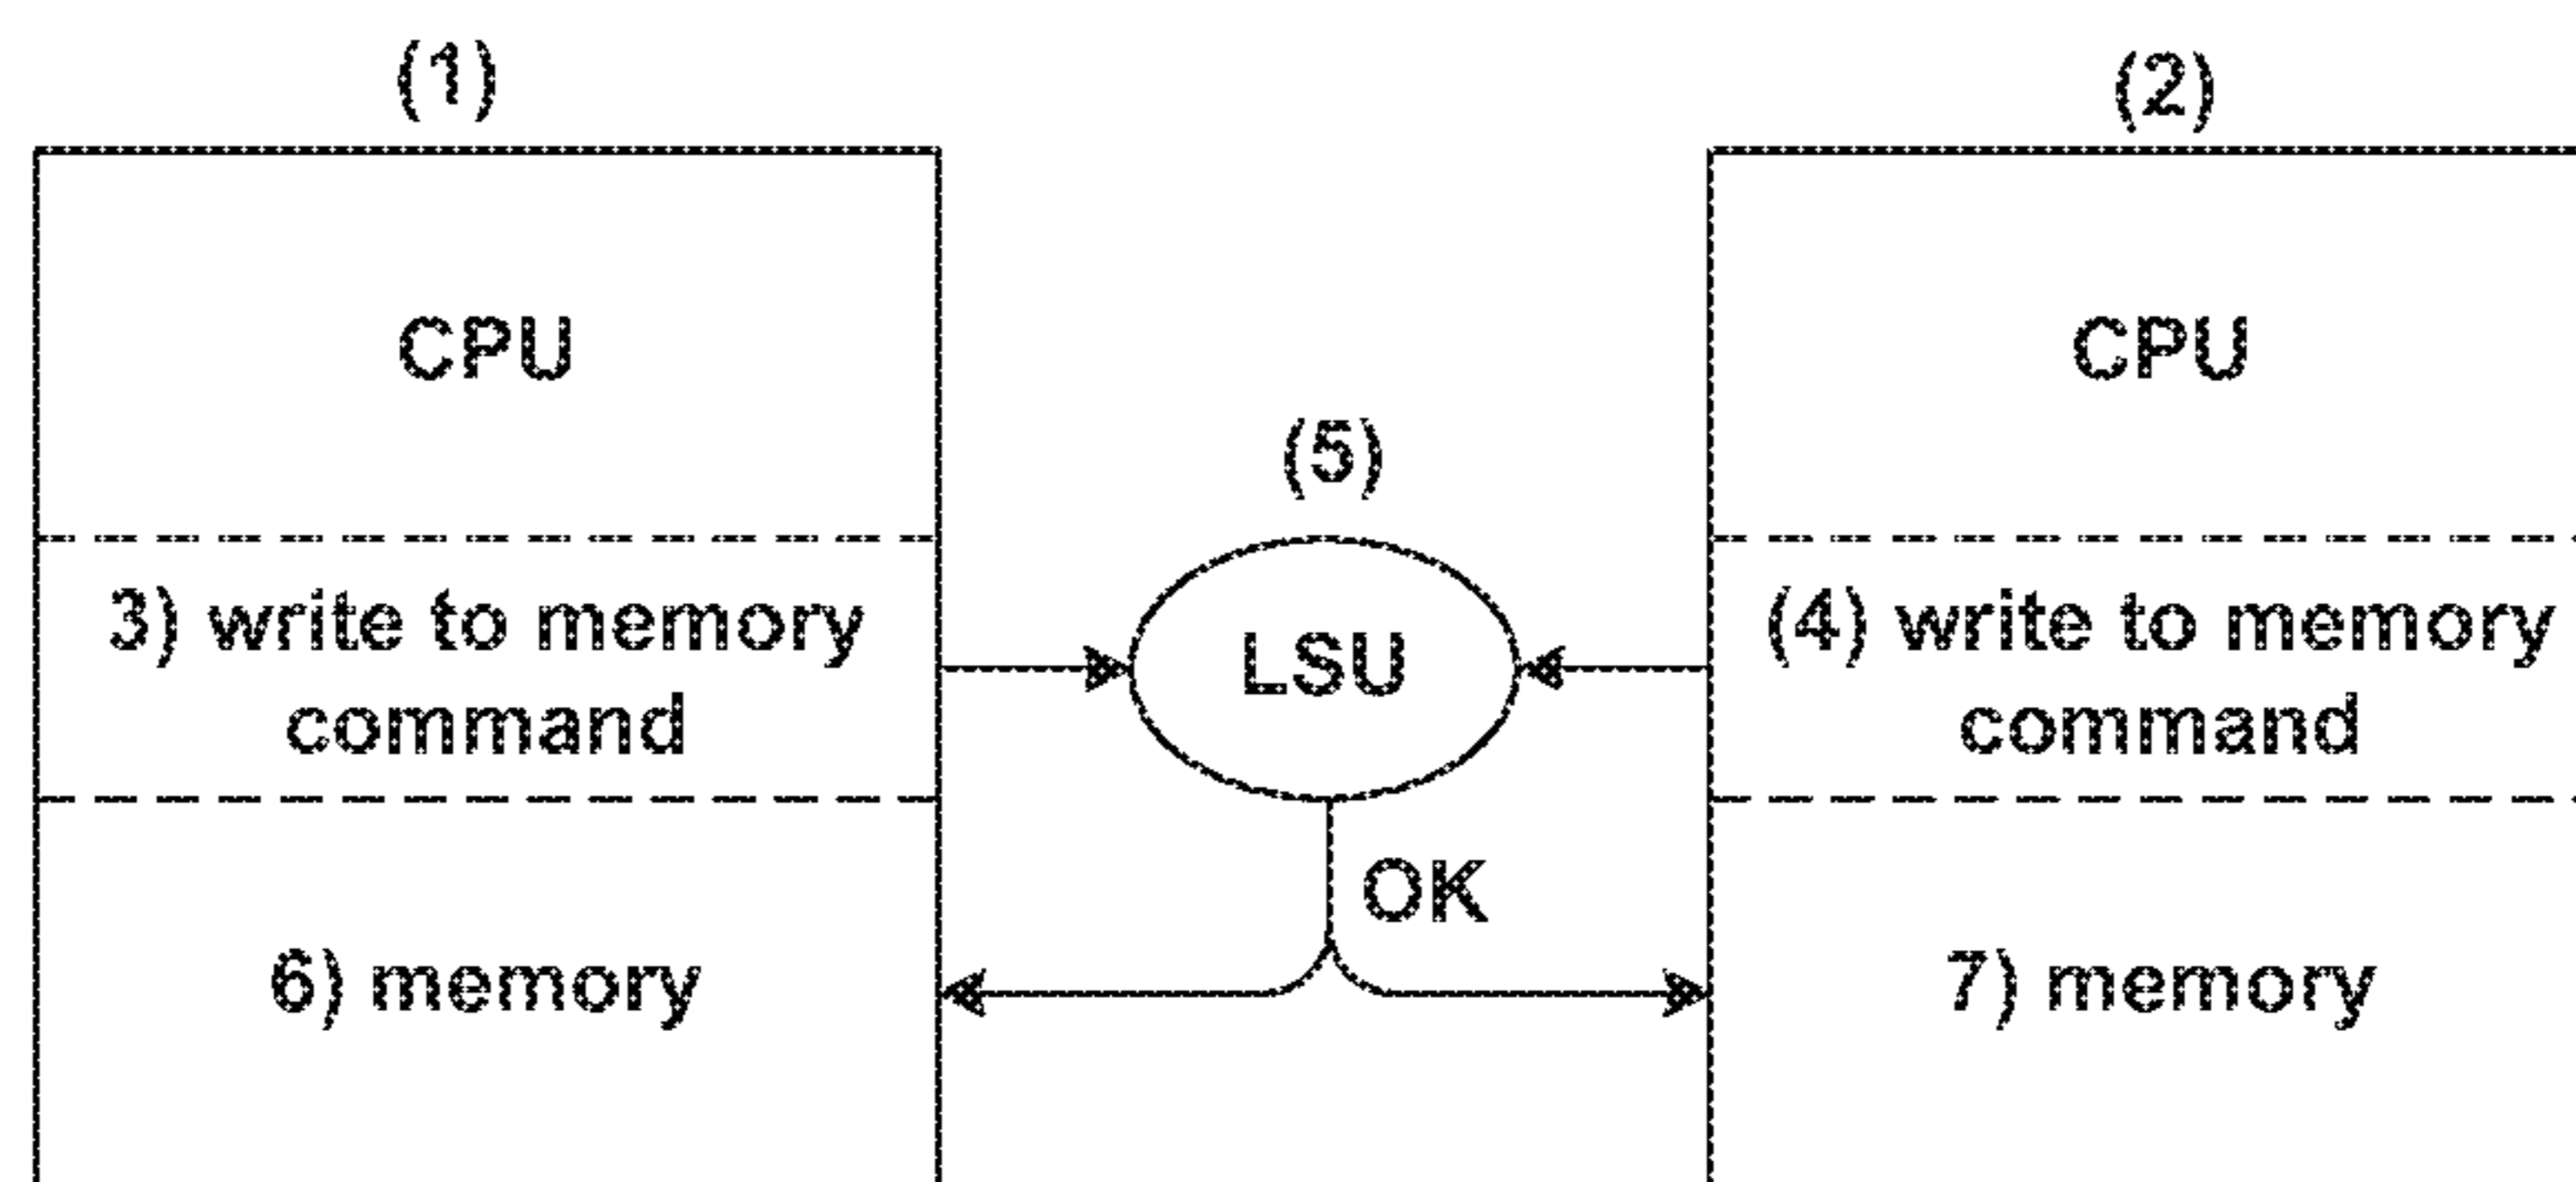 (1)
(2)
CPU
CPU
(5)
3) write to memory
command
LSU
(4) write to memory
command
OK
6) memory
7) memory